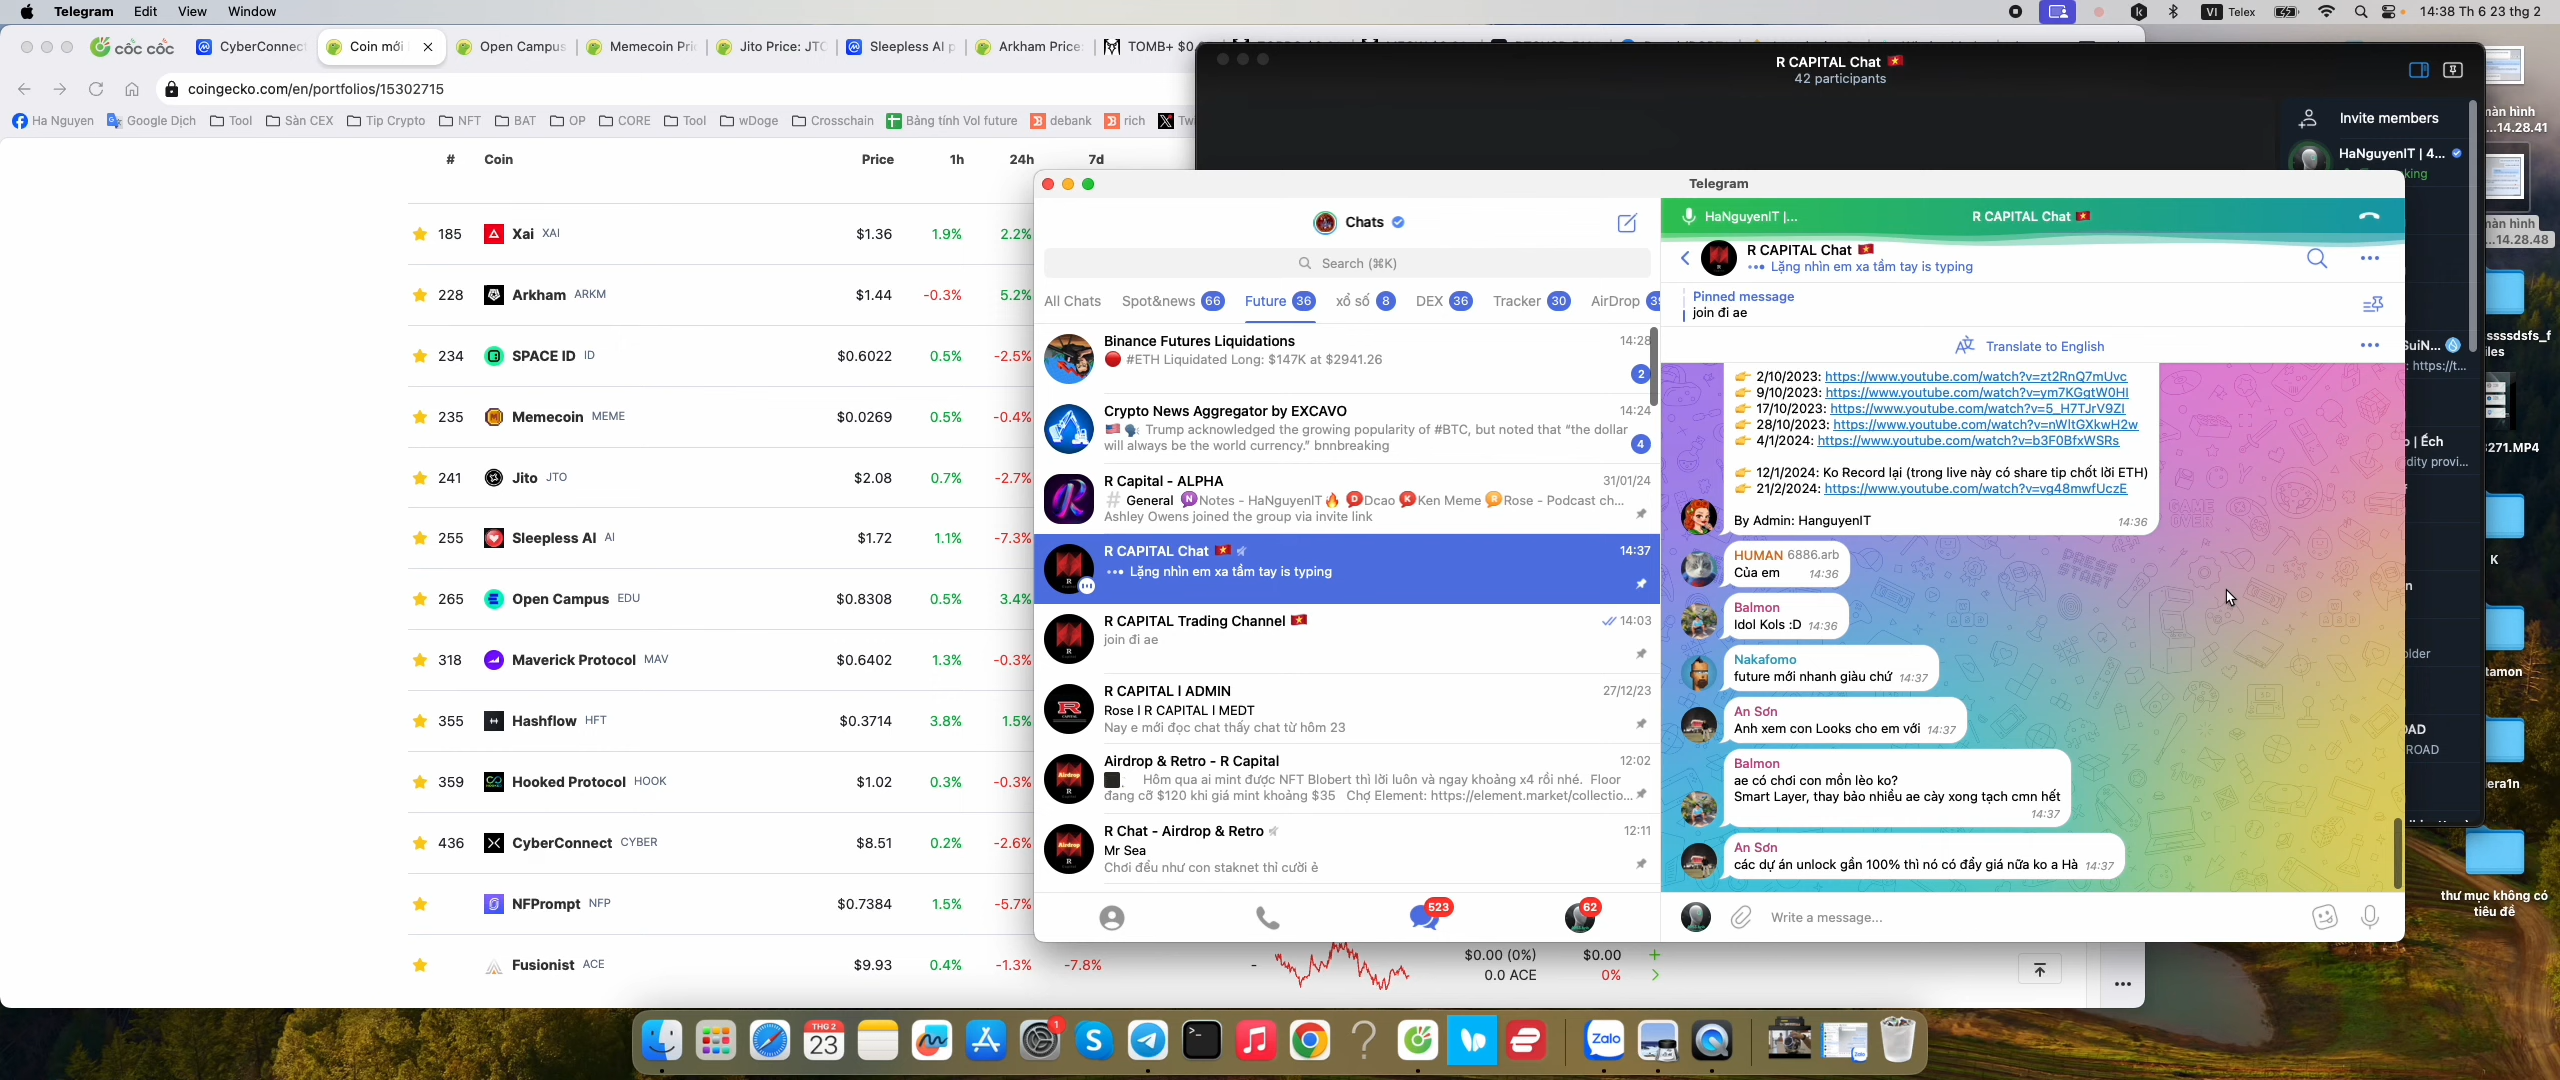 Telegram Edit View Window
VI Telex 14:38 Th 6 23 thg 2
cốc cốc
CyberConnec
Coin mới
Open Campus
Memecoin Pri
Jito Price: JTO
Sleepless AI p
Arkham Price:
TOMB+ $0.
coingecko.com/en/portfolios/15302715
Ha Nguyen Google Dịch Tool Sàn CEX Tip Crypto NFT BAT OP CORE Tool wDoge Crosschain Bảng tính Vol future debank rich
# Coin Price 1h 24h 7d
185 Xai XAI $1.36 1.9% 2.2%
228 Arkham ARKM $1.44 -0.3% 5.2%
234 SPACE ID ID $0.6022 0.5% -2.5%
235 Memecoin MEME $0.0269 0.5% -0.4%
241 Jito JTO $2.08 0.7% -2.7%
255 Sleepless AI AI $1.72 1.1% -7.3%
265 Open Campus EDU $0.8308 0.5% 3.4%
318 Maverick Protocol MAV $0.6402 1.3% -0.3%
355 Hashflow HFT $0.3714 3.8% 1.5%
359 Hooked Protocol HOOK $1.02 0.3% -0.3%
436 CyberConnect CYBER $8.51 0.2% -2.6%
NFPrompt NFP $0.7384 1.5% -5.7%
Fusionist ACE $9.93 0.4% -1.3% -7.8% - $0.00 (0%) $0.00
0.0 ACE 0%
R CAPITAL Chat 🇻🇳
42 participants
Invite members
HaNguyenIT | 4...
Telegram
Chats
Search (⌘K)
All Chats Spot&news 66 Future 36 xổ số 8 DEX 36 Tracker 30 AirDrop
Binance Futures Liquidations 14:28
🔴 #ETH Liquidated Long: $147K at $2941.26
2
Crypto News Aggregator by EXCAVO 14:24
🇺🇸🗣 Trump acknowledged the growing popularity of #BTC, but noted that "the dollar
will always be the world currency." bnnbreaking
4
R Capital - ALPHA 31/01/24
# General Notes - HaNguyenIT🔥 Dcao Ken Meme Rose - Podcast ch...
Ashley Owens joined the group via invite link
R CAPITAL Chat 🇻🇳 14:37
••• Lặng nhìn em xa tầm tay is typing
R CAPITAL Trading Channel 🇻🇳 14:03
join đi ae
R CAPITAL I ADMIN 27/12/23
Rose I R CAPITAL I MEDT
Nay e mới đọc chat thấy chat từ hôm 23
Airdrop & Retro - R Capital 12:02
Hôm qua ai mint được NFT Blobert thì lời luôn và ngay khoảng x4 rồi nhé. Floor
đang cỡ $120 khi giá mint khoảng $35 Chợ Element: https://element.market/collectio...
R Chat - Airdrop & Retro 12:11
Mr Sea
Chơi đểu như con staknet thì cười ẻ
523
62
HaNguyenIT |... R CAPITAL Chat 🇻🇳
R CAPITAL Chat 🇻🇳
••• Lặng nhìn em xa tầm tay is typing
Pinned message
join đi ae
Translate to English
👉 2/10/2023: https://www.youtube.com/watch?v=zt2RnQ7mUvc
👉 9/10/2023: https://www.youtube.com/watch?v=ym7KGgtW0HI
👉 17/10/2023: https://www.youtube.com/watch?v=5_H7TJrV9ZI
👉 28/10/2023: https://www.youtube.com/watch?v=nWltGXkwH2w
👉 4/1/2024: https://www.youtube.com/watch?v=b3F0BfxWSRs
👉 12/1/2024: Ko Record lại (trong live này có share tip chốt lời ETH)
👉 21/2/2024: https://www.youtube.com/watch?v=vg48mwfUczE
By Admin: HanguyenIT 14:36
HUMAN 6886.arb
Của em 14:36
Balmon
Idol Kols :D 14:36
Nakafomo
future mới nhanh giàu chứ 14:37
An Sơn
Anh xem con Looks cho em với 14:37
Balmon
ae có chơi con mồn lèo ko?
Smart Layer, thay bảo nhiều ae cày xong tạch cmn hết
14:37
An Sơn
các dự án unlock gần 100% thì nó có đẩy giá nữa ko a Hà 14:37
Write a message...
màn hình
...14.28.41
màn hình
...14.28.48
K
thư mục không có
tiêu đề
THG 2
23
1
Zalo